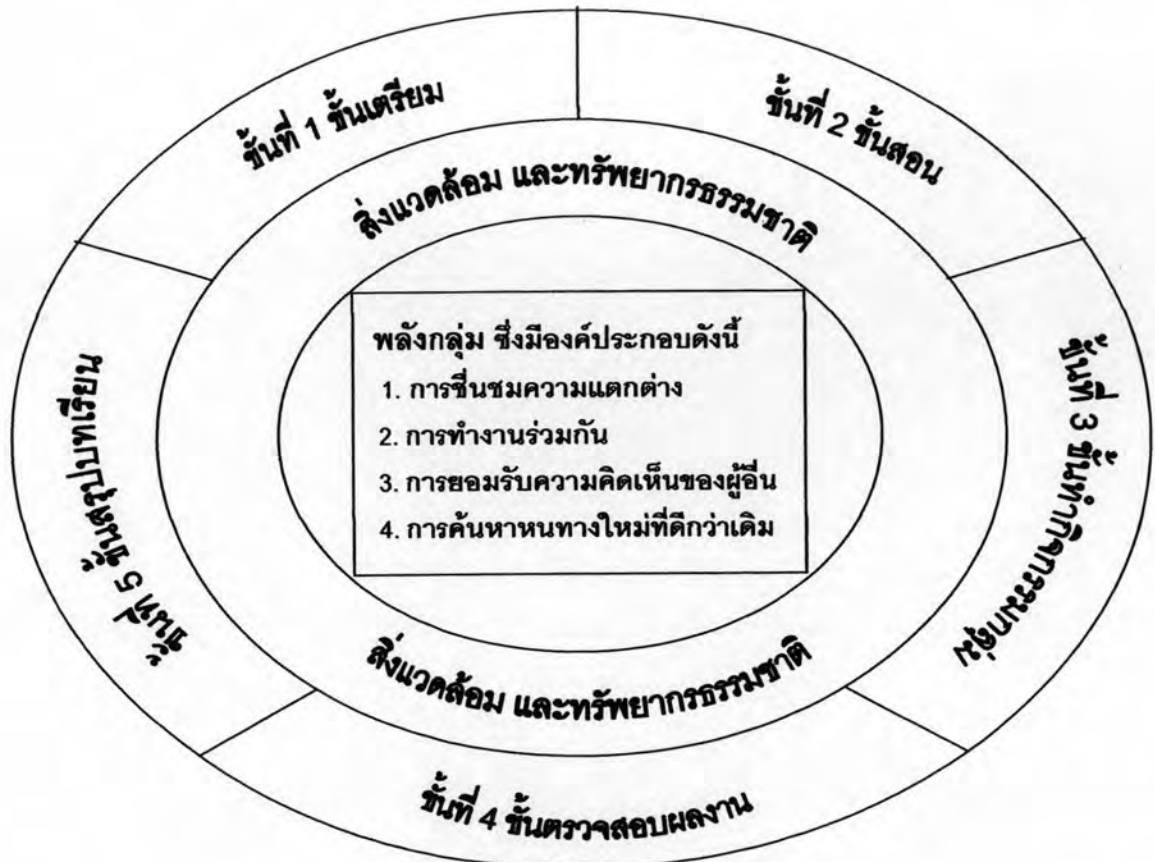 ขั้นที่ 1 ขั้นเตรียม
ขั้นที่ 2 ขั้นสอน
ขั้นที่ 3 ขั้นทำกิจกรรมกลุ่ม
ขั้นที่ 4 ขั้นตรวจสอบผลงาน
ขั้นที่ 5 ขั้นสรุปบทเรียน
สิ่งแวดล้อม และทรัพยากรธรรมชาติ
พลังกลุ่ม ซึ่งมีองค์ประกอบดังนี้
1. การชื่นชมความแตกต่าง
2. การทำงานร่วมกัน
3. การยอมรับความคิดเห็นของผู้อื่น
4. การค้นหาหนทางใหม่ที่ดีกว่าเดิม
สิ่งแวดล้อม และทรัพยากรธรรมชาติ